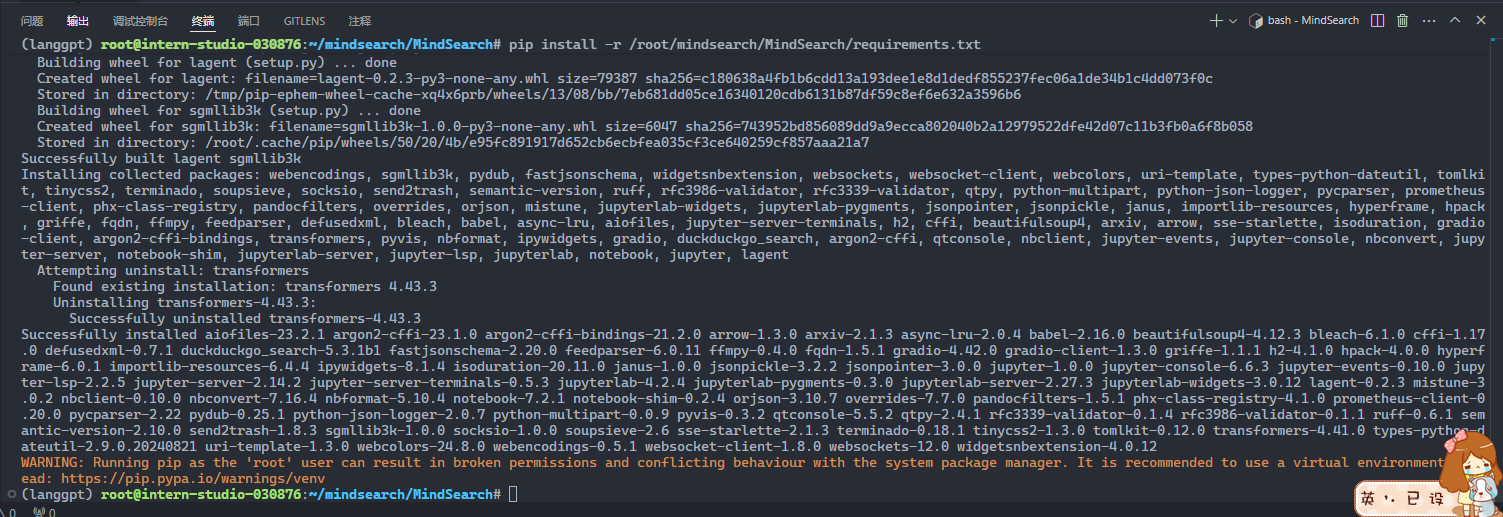 问题 输出 调试控制台 终端 端口 GITLENS 注释 bash - MindSearch
(langgpt) root@intern-studio-030876:~/mindsearch/MindSearch# pip install -r /root/mindsearch/MindSearch/requirements.txt
Building wheel for lagent (setup.py) ... done
Created wheel for lagent: filename=lagent-0.2.3-py3-none-any.whl size=79387 sha256=c180638a4fb1b6cdd13a193dee1e8d1dedf855237fec06a1de34b1c4dd073f0c
Stored in directory: /tmp/pip-ephem-wheel-cache-xq4x6prb/wheels/13/08/bb/7eb681dd05ce16340120cdb6131b87df59c8ef6e632a3596b6
Building wheel for sgmllib3k (setup.py) ... done
Created wheel for sgmllib3k: filename=sgmllib3k-1.0.0-py3-none-any.whl size=6047 sha256=743952bd856089dd9a9ecca802040b2a12979522dfe42d07c11b3fb0a6f8b058
Stored in directory: /root/.cache/pip/wheels/50/20/4b/e95fc891917d652cb6ecbfea035cf3ce640259cf857aaa21a7
Successfully built lagent sgmllib3k
Installing collected packages: webencodings, sgmllib3k, pydub, fastjsonschema, widgetsnbextension, websockets, websocket-client, webcolors, uri-template, types-python-dateutil, tomlki
t, tinycss2, terminado, soupsieve, socksio, send2trash, semantic-version, ruff, rfc3986-validator, rfc3339-validator, qtpy, python-multipart, python-json-logger, pycparser, prometheus
-client, phx-class-registry, pandocfilters, overrides, orjson, mistune, jupyterlab-widgets, jupyterlab-pygments, jsonpointer, jsonpickle, janus, importlib-resources, hyperframe, hpack
, griffe, fqdn, ffmpy, feedparser, defusedxml, bleach, babel, async-lru, aiofiles, jupyter-server-terminals, h2, cffi, beautifulsoup4, arxiv, arrow, sse-starlette, isoduration, gradio
-client, argon2-cffi-bindings, transformers, pyvis, nbformat, ipywidgets, gradio, duckduckgo_search, argon2-cffi, qtconsole, nbclient, jupyter-events, jupyter-console, nbconvert, jupy
ter-server, notebook-shim, jupyterlab-server, jupyter-lsp, jupyterlab, notebook, jupyter, lagent
Attempting uninstall: transformers
Found existing installation: transformers 4.43.3
Uninstalling transformers-4.43.3:
Successfully uninstalled transformers-4.43.3
Successfully installed aiofiles-23.2.1 argon2-cffi-23.1.0 argon2-cffi-bindings-21.2.0 arrow-1.3.0 arxiv-2.1.3 async-lru-2.0.4 babel-2.16.0 beautifulsoup4-4.12.3 bleach-6.1.0 cffi-1.17
.0 defusedxml-0.7.1 duckduckgo_search-5.3.1b1 fastjsonschema-2.20.0 feedparser-6.0.11 ffmpy-0.4.0 fqdn-1.5.1 gradio-4.42.0 gradio-client-1.3.0 griffe-1.1.1 h2-4.1.0 hpack-4.0.0 hyperf
rame-6.0.1 importlib-resources-6.4.4 ipywidgets-8.1.4 isoduration-20.11.0 janus-1.0.0 jsonpickle-3.2.2 jsonpointer-3.0.0 jupyter-1.0.0 jupyter-console-6.6.3 jupyter-events-0.10.0 jupy
ter-lsp-2.2.5 jupyter-server-2.14.2 jupyter-server-terminals-0.5.3 jupyterlab-4.2.4 jupyterlab-pygments-0.3.0 jupyterlab-server-2.27.3 jupyterlab-widgets-3.0.12 lagent-0.2.3 mistune-3
.0.2 nbclient-0.10.0 nbconvert-7.16.4 nbformat-5.10.4 notebook-7.2.1 notebook-shim-0.2.4 orjson-3.10.7 overrides-7.7.0 pandocfilters-1.5.1 phx-class-registry-4.1.0 prometheus-client-0
.20.0 pycparser-2.22 pydub-0.25.1 python-json-logger-2.0.7 python-multipart-0.0.9 pyvis-0.3.2 qtconsole-5.5.2 qtpy-2.4.1 rfc3339-validator-0.1.4 rfc3986-validator-0.1.1 ruff-0.6.1 sem
antic-version-2.10.0 send2trash-1.8.3 sgmllib3k-1.0.0 socksio-1.0.0 soupsieve-2.6 sse-starlette-2.1.3 terminado-0.18.1 tinycss2-1.3.0 tomlkit-0.12.0 transformers-4.41.0 types-python-d
ateutil-2.9.0.20240821 uri-template-1.3.0 webcolors-24.8.0 webencodings-0.5.1 websocket-client-1.8.0 websockets-12.0 widgetsnbextension-4.0.12
WARNING: Running pip as the 'root' user can result in broken permissions and conflicting behaviour with the system package manager. It is recommended to use a virtual environment
ead: https://pip.pypa.io/warnings/venv
(langgpt) root@intern-studio-030876:~/mindsearch/MindSearch#
英 已 设
0 0